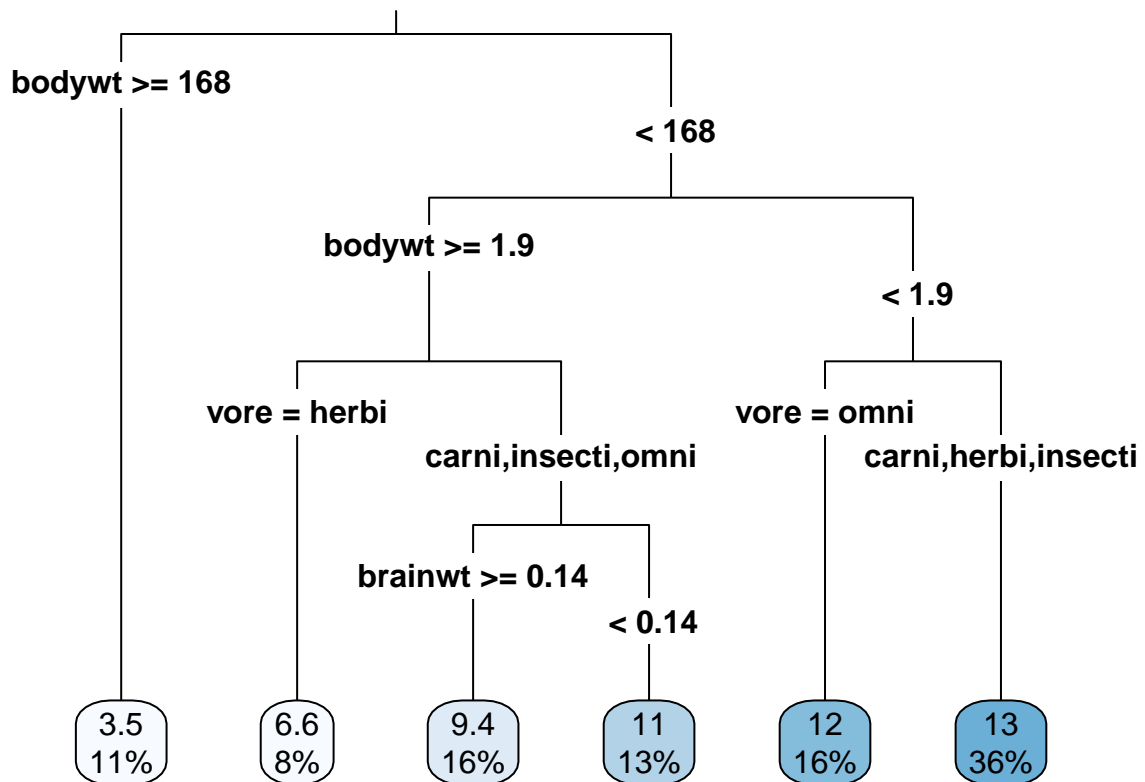 bodywt >= 168
< 168
bodywt >= 1.9
< 1.9
vore = herbi
vore = omni
carni,insecti,omni
carni,herbi,insecti
brainwt >= 0.14
< 0.14
3.5
11%
6.6
8%
9.4
16%
11
13%
12
16%
13
36%